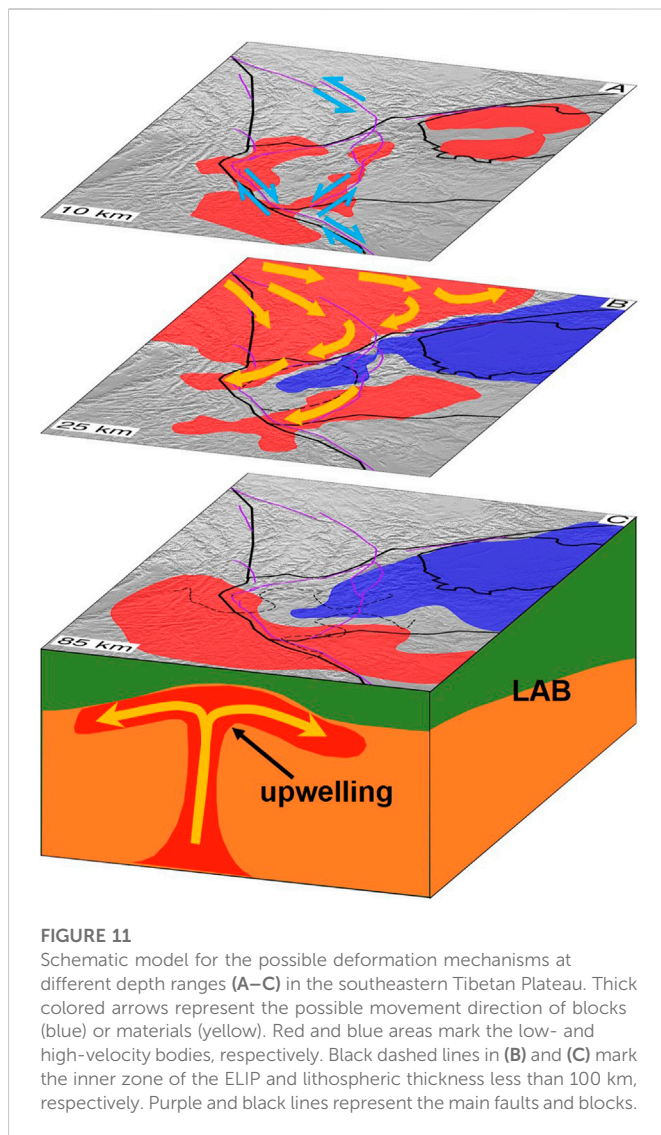 A
10 km
B
25 km
C
85 km
LAB
upwelling
FIGURE 11
Schematic model for the possible deformation mechanisms at
different depth ranges (A–C) in the southeastern Tibetan Plateau. Thick
colored arrows represent the possible movement direction of blocks
(blue) or materials (yellow). Red and blue areas mark the low- and
high-velocity bodies, respectively. Black dashed lines in (B) and (C) mark
the inner zone of the ELIP and lithospheric thickness less than 100 km,
respectively. Purple and black lines represent the main faults and blocks.